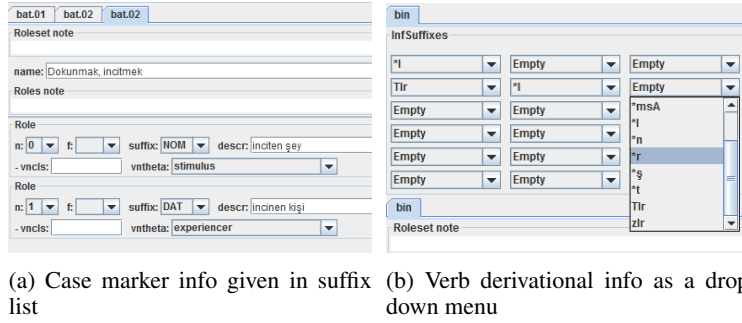 bat.01 bat.02 bat.02
Roleset note
name: Dokunmak, incitmek
Roles note
Role
n: 0 f: suffix: NOM descr: inciten şey
- vncls: vntheta: stimulus
Role
n: 1 f: suffix: DAT descr: incinen kişi
- vncls: vntheta: experiencer
(a) Case marker info given in suffix
list
bin
InfSuffixes
*I Empty Empty
TIr *I Empty
Empty Empty
Empty Empty
Empty Empty
Empty Empty
*msA
*I
*n
*r
*ş
*t
TIr
zIr
bin
Roleset note
(b) Verb derivational info as a drop
down menu